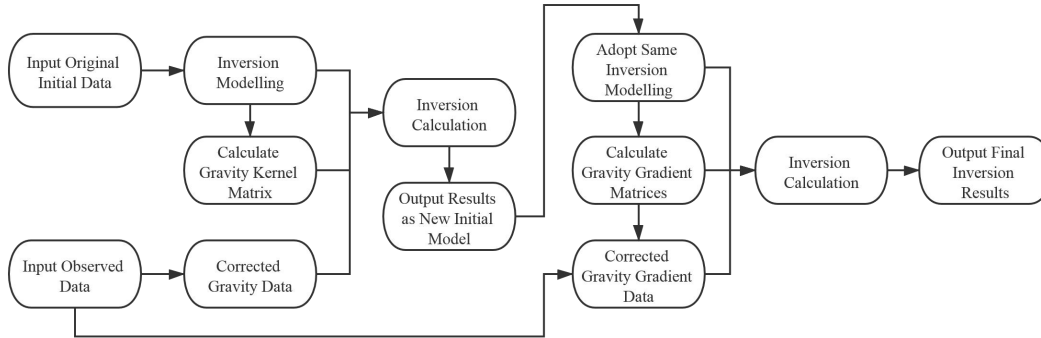 Input Original
Initial Data
Inversion
Modelling
Calculate
Gravity Kernel
Matrix
Input Observed
Data
Corrected
Gravity Data
Inversion
Calculation
Output Results
as New Initial
Model
Adopt Same
Inversion
Modelling
Calculate
Gravity Gradient
Matrices
Corrected
Gravity Gradient
Data
Inversion
Calculation
Output Final
Inversion
Results